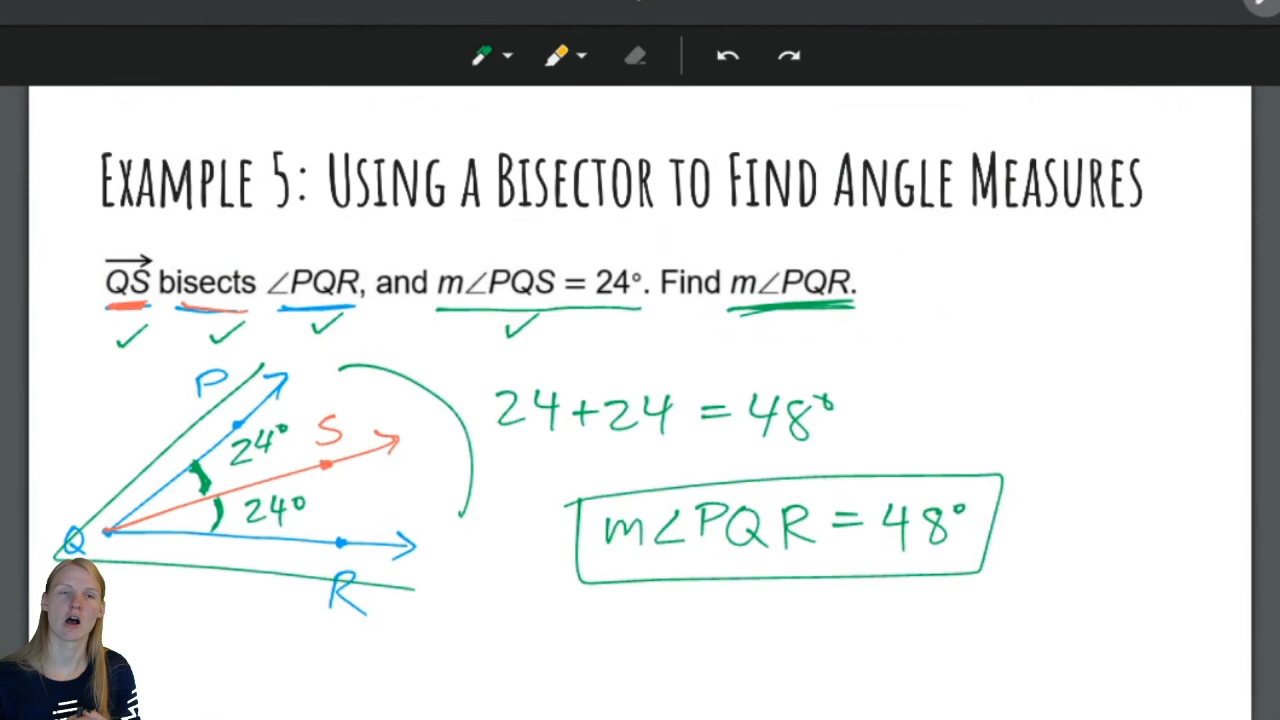 EXAMPLE 5: USING A BISECTOR TO FIND ANGLE MEASURES
QS bisects ∠PQR, and m∠PQS = 24°. Find m∠PQR.
P
24°
S
24°
Q
R
24+24 = 48°
m∠PQR = 48°